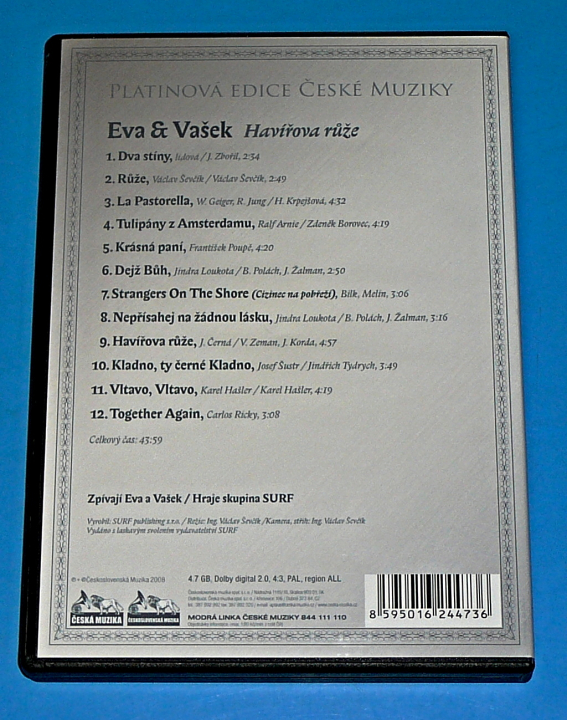 PLATINOVÁ EDICE ČESKÉ MUZIKY
Eva & Vašek Havířova růže
1. Dva stíny, lidová / J. Zbořil, 2:34
2. Růže, Václav Ševčík / Václav Ševčík, 2:49
3. La Pastorella, W. Geiger, R. Jung / H. Krpejšová, 4:32
4. Tulipány z Amsterdamu, Ralf Arnie / Zdeněk Borovec, 4:19
5. Krásná paní, František Poupě, 4:20
6. Dejž Bůh, Jindra Loukota / B. Polách, J. Žalman, 2:50
7. Strangers On The Shore (Cizinec na pobřeží), Bilk, Melin, 3:06
8. Nepřísahej na žádnou lásku, Jindra Loukota / B. Polách, J. Žalman, 3:16
9. Havířova růže, J. Černá / V. Zeman, J. Korda, 4:57
10. Kladno, ty černé Kladno, Josef Šustr / Jindřich Tydrych, 3:49
11. Vltavo, Vltavo, Karel Hašler / Karel Hašler, 4:19
12. Together Again, Carlos Ricky, 3:08
Celkový čas: 43:59
Zpívají Eva a Vašek / Hraje skupina SURF
Vyrobil: SURF publishing s.r.o. / Režie: Ing. Václav Ševčík / Kamera, střih: Ing. Václav Ševčík
Vydáno s laskavým svolením vydavatelství SURF
℗ + © Československá Muzika 2009
4.7 GB, Dolby digital 2.0, 4:3, PAL, region ALL
ČESKÁ MUZIKA
ČESKOSLOVENSKÁ MUZIKA
MODRÁ LINKA ČESKÉ MUZIKY 844 111 110
8 595016 244736